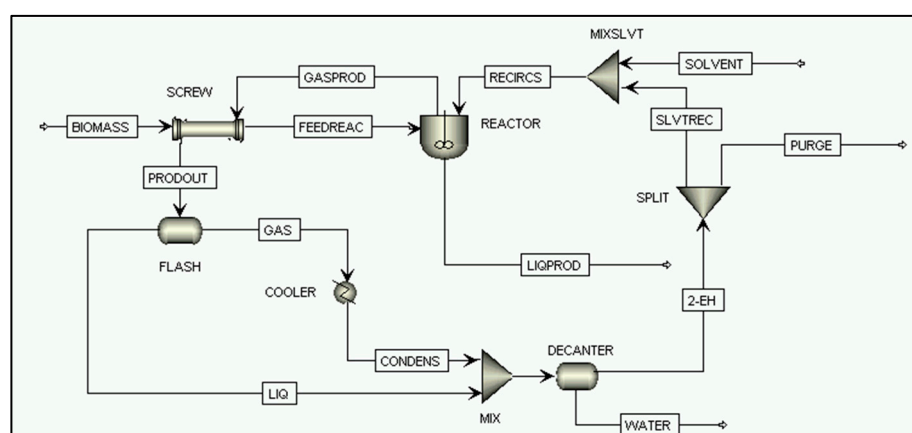 MIXSLVT
GASPROD
RECIRCS
SOLVENT
SCREW
BIOMASS
FEEDREAC
REACTOR
SLVTREC
PURGE
PRODOUT
SPLIT
GAS
FLASH
LIQPROD
COOLER
2-EH
CONDENS
DECANTER
LIQ
MIX
WATER